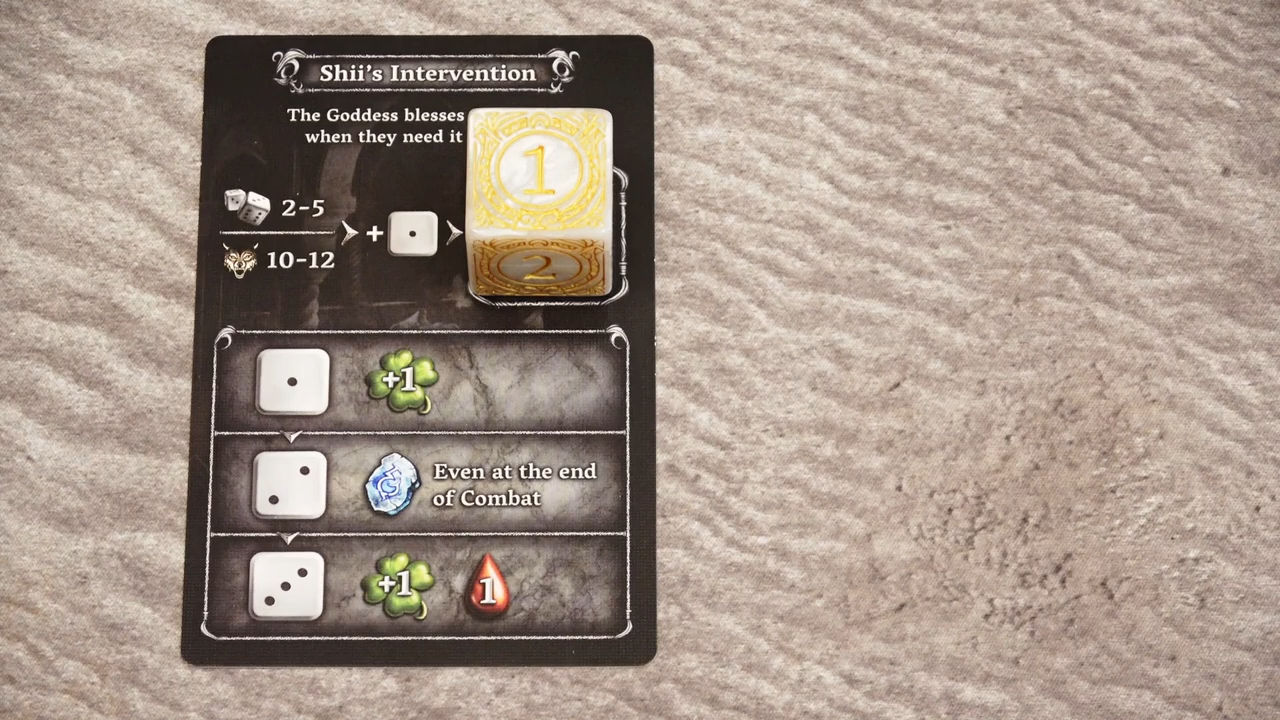 Shii's Intervention
The Goddess blesses
when they need it
2-5
+
10-12
1
2
+1
Even at the end
of Combat
+1
1